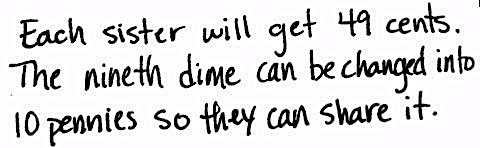 Each sister will get 49 cents.
The nineth dime can be changed into
10 pennies so they can share it.